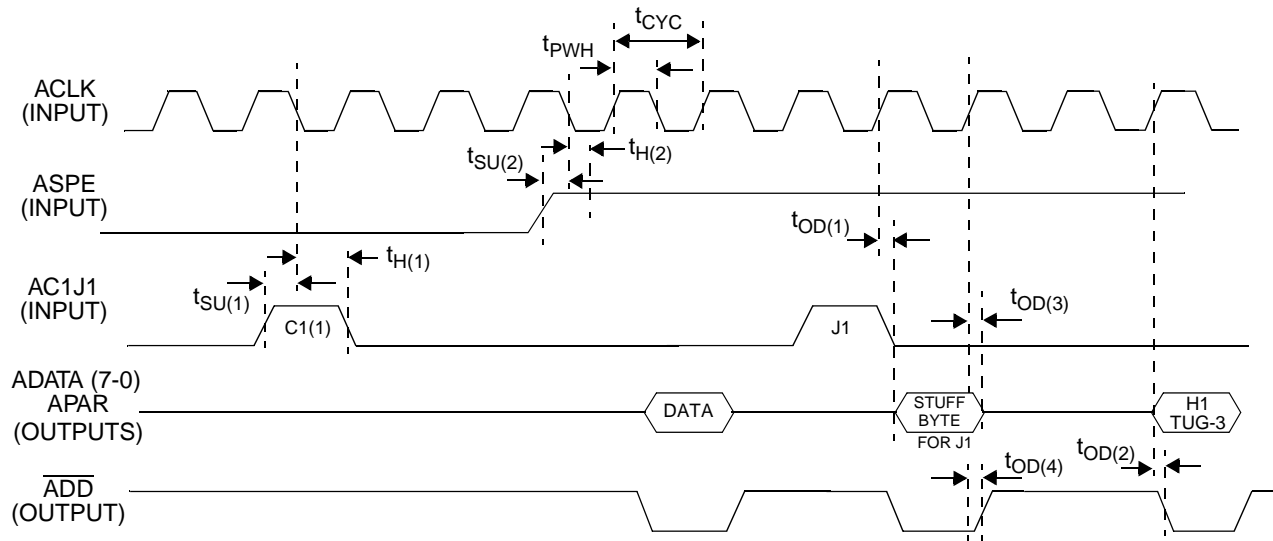 tCYC
tPWH
ACLK
(INPUT)
tSU(2)
tH(2)
ASPE
(INPUT)
tOD(1)
tH(1)
AC1J1
(INPUT)
tSU(1)
C1(1)
J1
tOD(3)
ADATA (7-0)
APAR
(OUTPUTS)
DATA
STUFF
BYTE
FOR J1
H1
TUG-3
tOD(4)
tOD(2)
ADD
(OUTPUT)